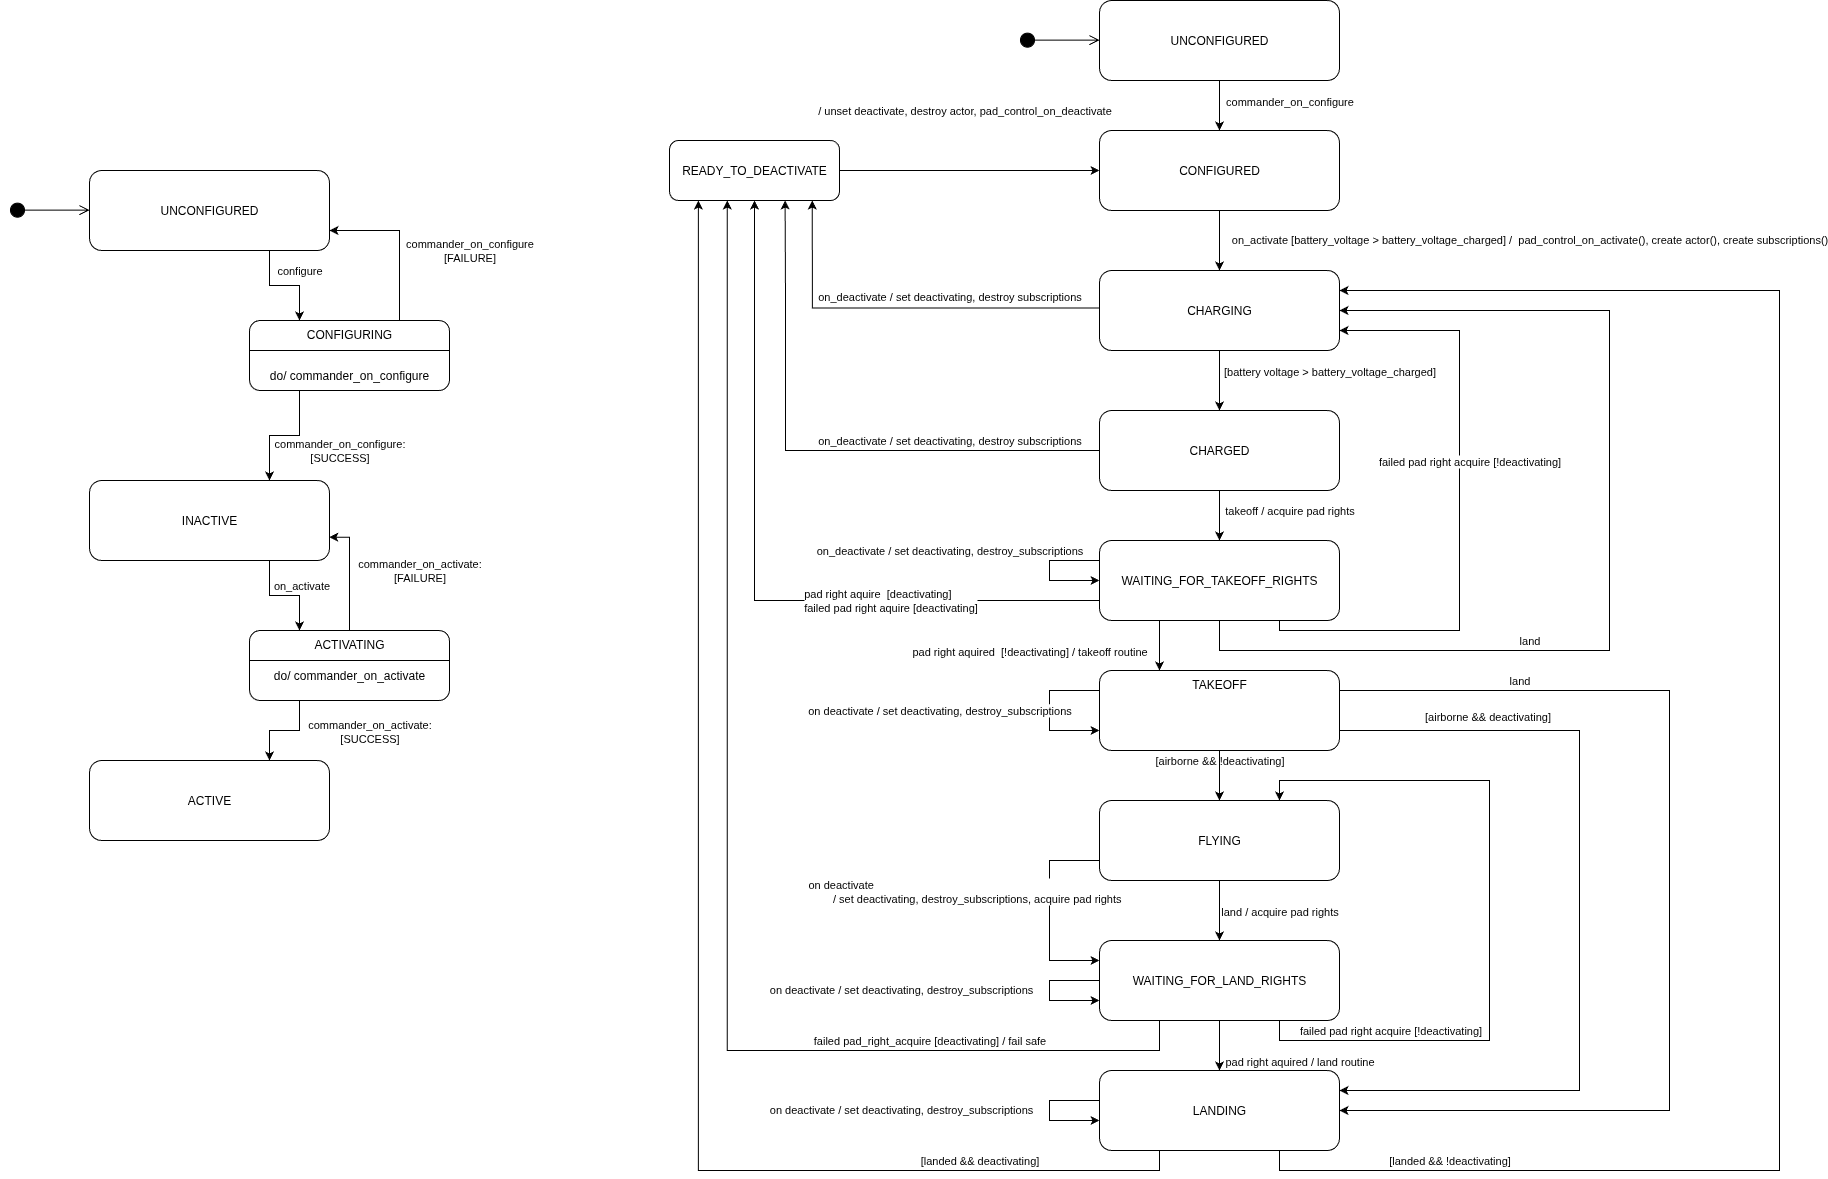 UNCONFIGURED
configure
commander_on_configure
[FAILURE]
CONFIGURING
do/ commander_on_configure
commander_on_configure:
[SUCCESS]
INACTIVE
on_activate
commander_on_activate:
[FAILURE]
ACTIVATING
do/ commander_on_activate
commander_on_activate:
[SUCCESS]
ACTIVE
UNCONFIGURED
commander_on_configure
/ unset deactivate, destroy actor, pad_control_on_deactivate
READY_TO_DEACTIVATE
CONFIGURED
on_activate [battery_voltage > battery_voltage_charged] /  pad_control_on_activate(), create actor(), create subscriptions()
on_deactivate / set deactivating, destroy subscriptions
CHARGING
[battery voltage > battery_voltage_charged]
on_deactivate / set deactivating, destroy subscriptions
CHARGED
failed pad right acquire [!deactivating]
takeoff / acquire pad rights
on_deactivate / set deactivating, destroy_subscriptions
WAITING_FOR_TAKEOFF_RIGHTS
pad right aquire  [deactivating]
failed pad right aquire [deactivating]
land
pad right aquired  [!deactivating] / takeoff routine
TAKEOFF
land
on deactivate / set deactivating, destroy_subscriptions
[airborne && deactivating]
[airborne && !deactivating]
FLYING
on deactivate
/ set deactivating, destroy_subscriptions, acquire pad rights
land / acquire pad rights
WAITING_FOR_LAND_RIGHTS
on deactivate / set deactivating, destroy_subscriptions
failed pad right acquire [!deactivating]
failed pad_right_acquire [deactivating] / fail safe
pad right aquired / land routine
on deactivate / set deactivating, destroy_subscriptions
LANDING
[landed && deactivating]
[landed && !deactivating]